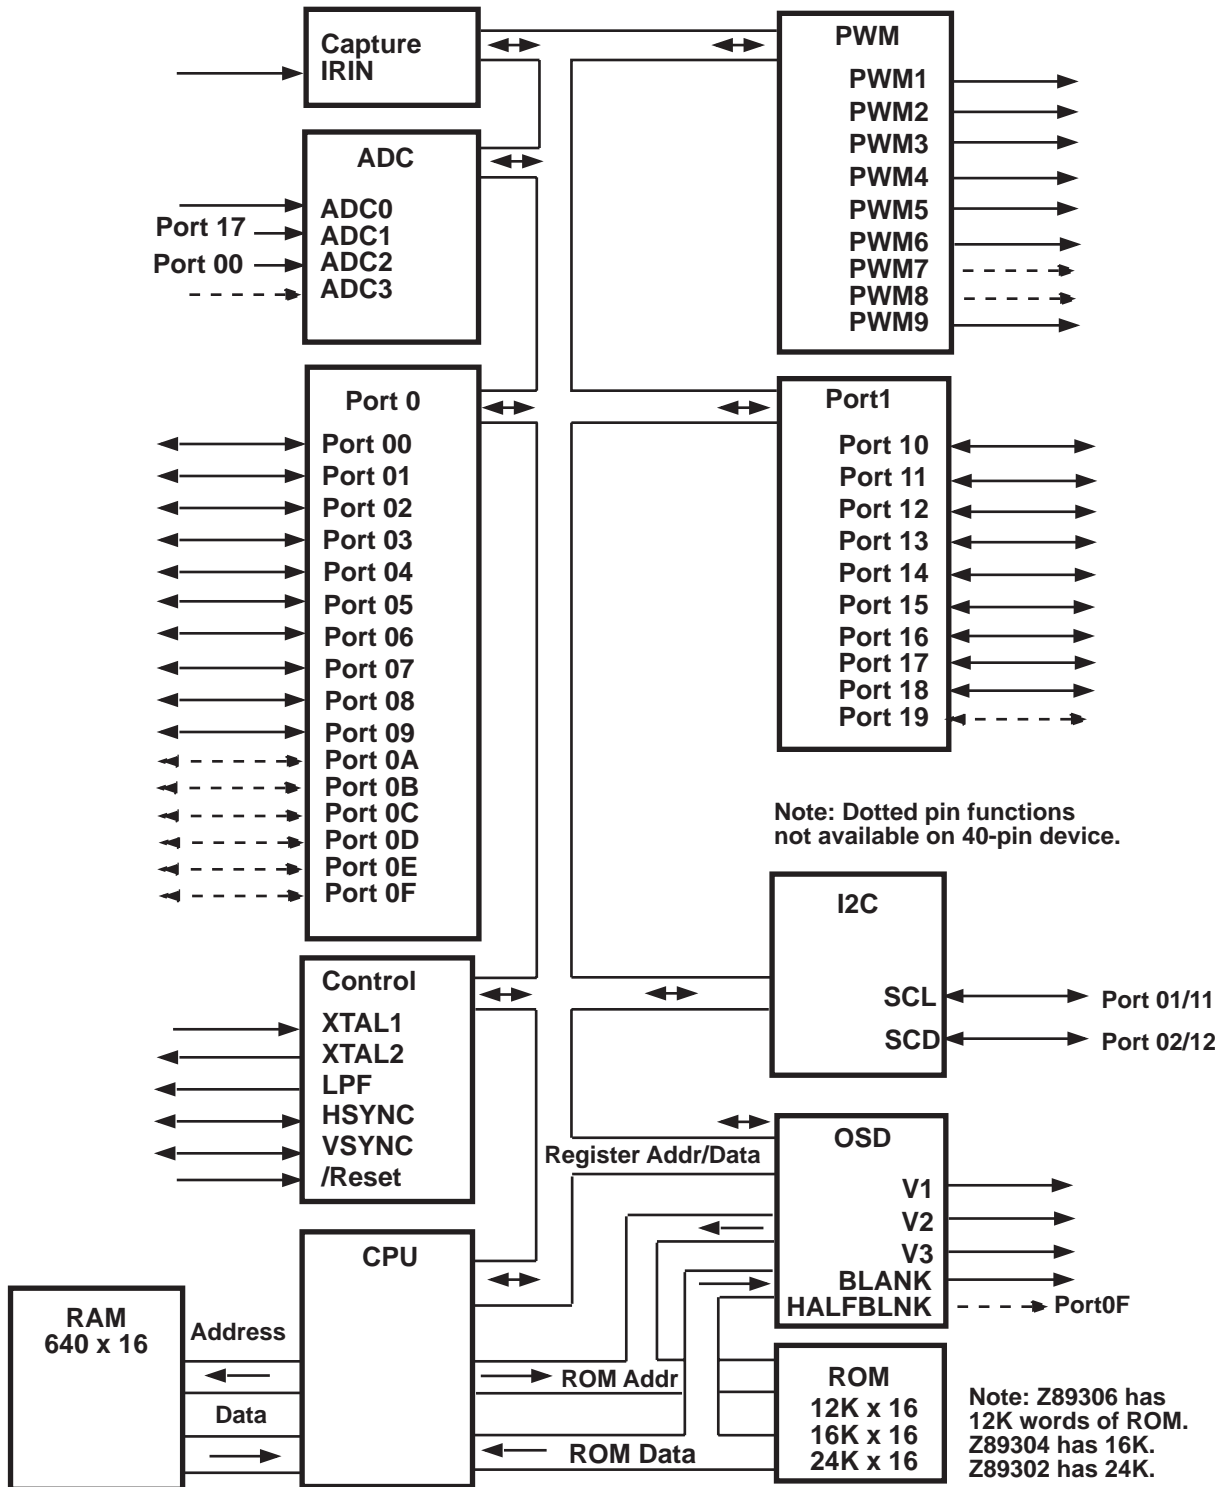 Capture
IRIN
ADC
ADC0
Port 17
ADC1
Port 00
ADC2
ADC3
Port 0
Port 00
Port 01
Port 02
Port 03
Port 04
Port 05
Port 06
Port 07
Port 08
Port 09
Port 0A
Port 0B
Port 0C
Port 0D
Port 0E
Port 0F
Control
XTAL1
XTAL2
LPF
HSYNC
VSYNC
/Reset
CPU
RAM
640 x 16
Address
Data
PWM
PWM1
PWM2
PWM3
PWM4
PWM5
PWM6
PWM7
PWM8
PWM9
Port1
Port 10
Port 11
Port 12
Port 13
Port 14
Port 15
Port 16
Port 17
Port 18
Port 19
Note: Dotted pin functions
not available on 40-pin device.
I2C
SCL
Port 01/11
SCD
Port 02/12
Register Addr/Data
OSD
V1
V2
V3
BLANK
HALFBLNK
Port0F
ROM Addr
ROM Data
ROM
12K x 16
16K x 16
24K x 16
Note: Z89306 has
12K words of ROM.
Z89304 has 16K.
Z89302 has 24K.